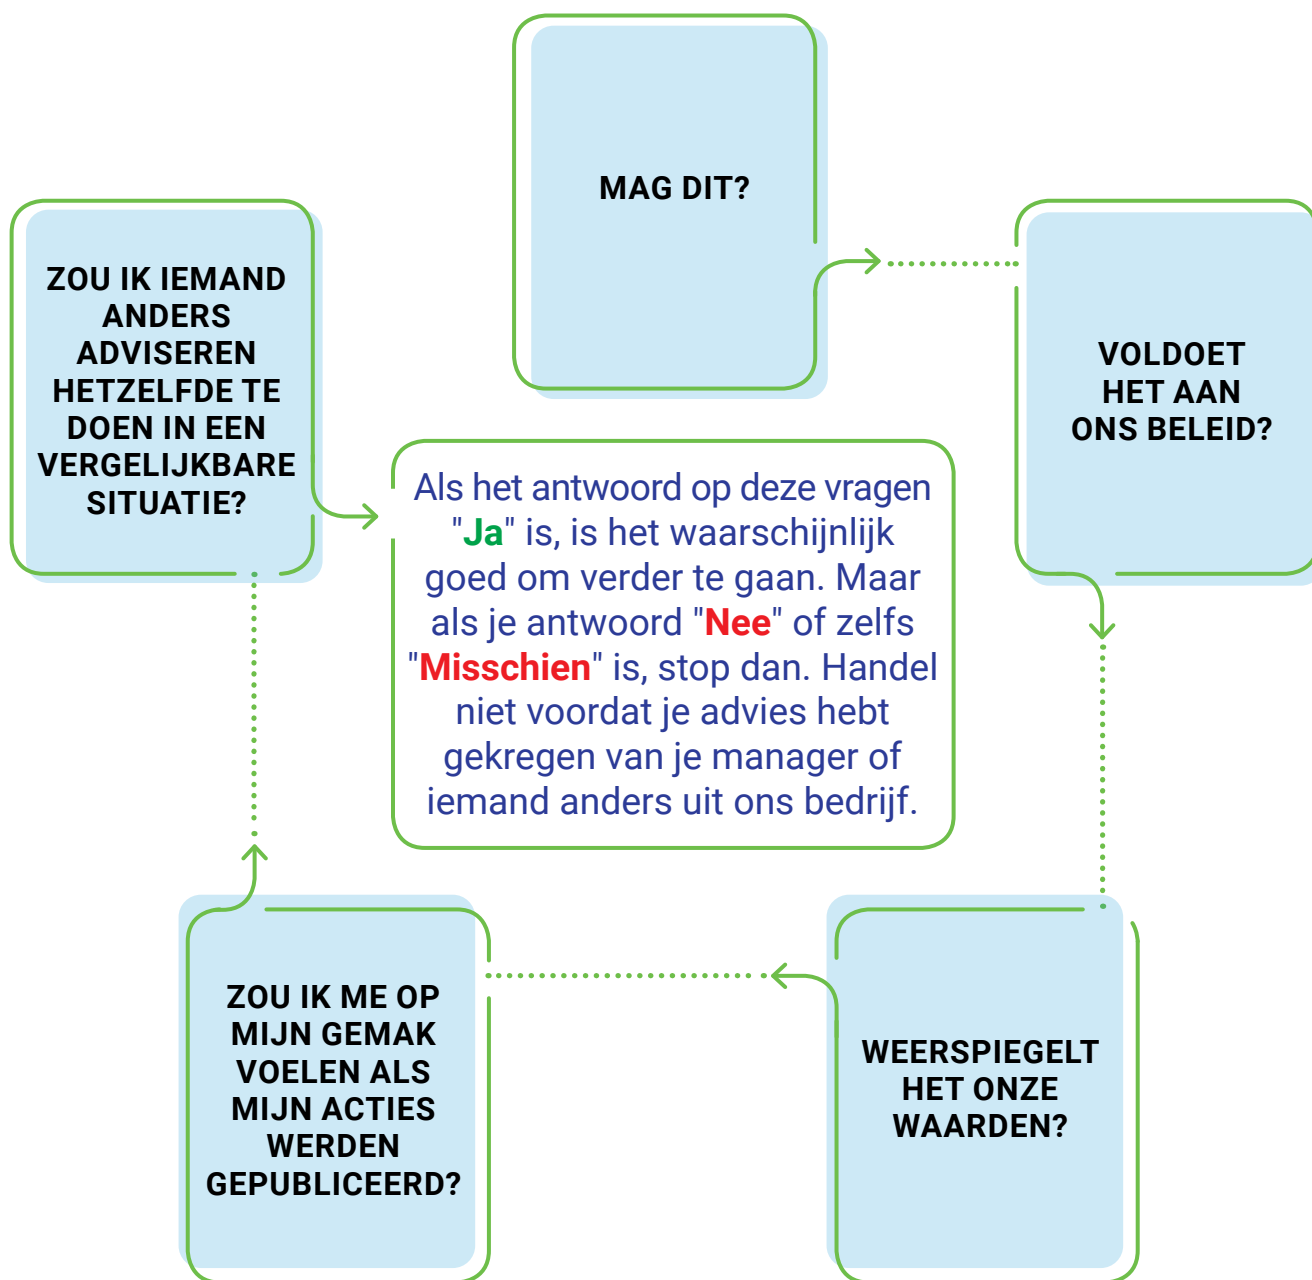 MAG DIT?
VOLDOET
HET AAN
ONS BELEID?
WEERSPIEGELT
HET ONZE
WAARDEN?
ZOU IK ME OP
MIJN GEMAK
VOELEN ALS
MIJN ACTIES
WERDEN
GEPUBLICEERD?
ZOU IK IEMAND
ANDERS
ADVISEREN
HETZELFDE TE
DOEN IN EEN
VERGELIJKBARE
SITUATIE?
Als het antwoord op deze vragen
"Ja" is, is het waarschijnlijk
goed om verder te gaan. Maar
als je antwoord "Nee" of zelfs
"Misschien" is, stop dan. Handel
niet voordat je advies hebt
gekregen van je manager of
iemand anders uit ons bedrijf.